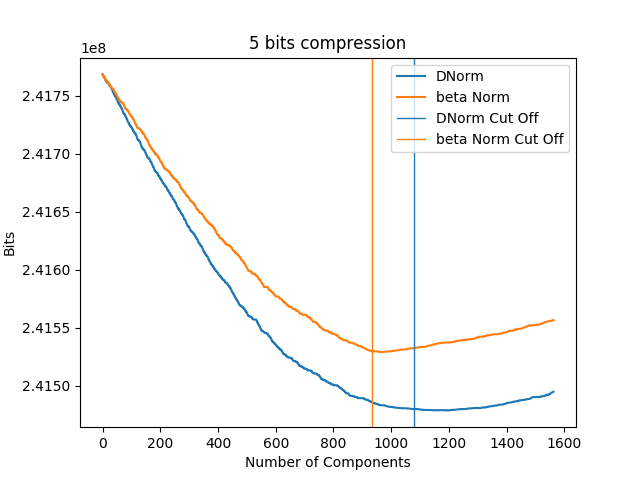 5 bits compression
1e8
2.4175
2.4170
2.4165
2.4160
2.4155
2.4150
Bits
DNorm
beta Norm
DNorm Cut Off
beta Norm Cut Off
0 200 400 600 800 1000 1200 1400 1600
Number of Components